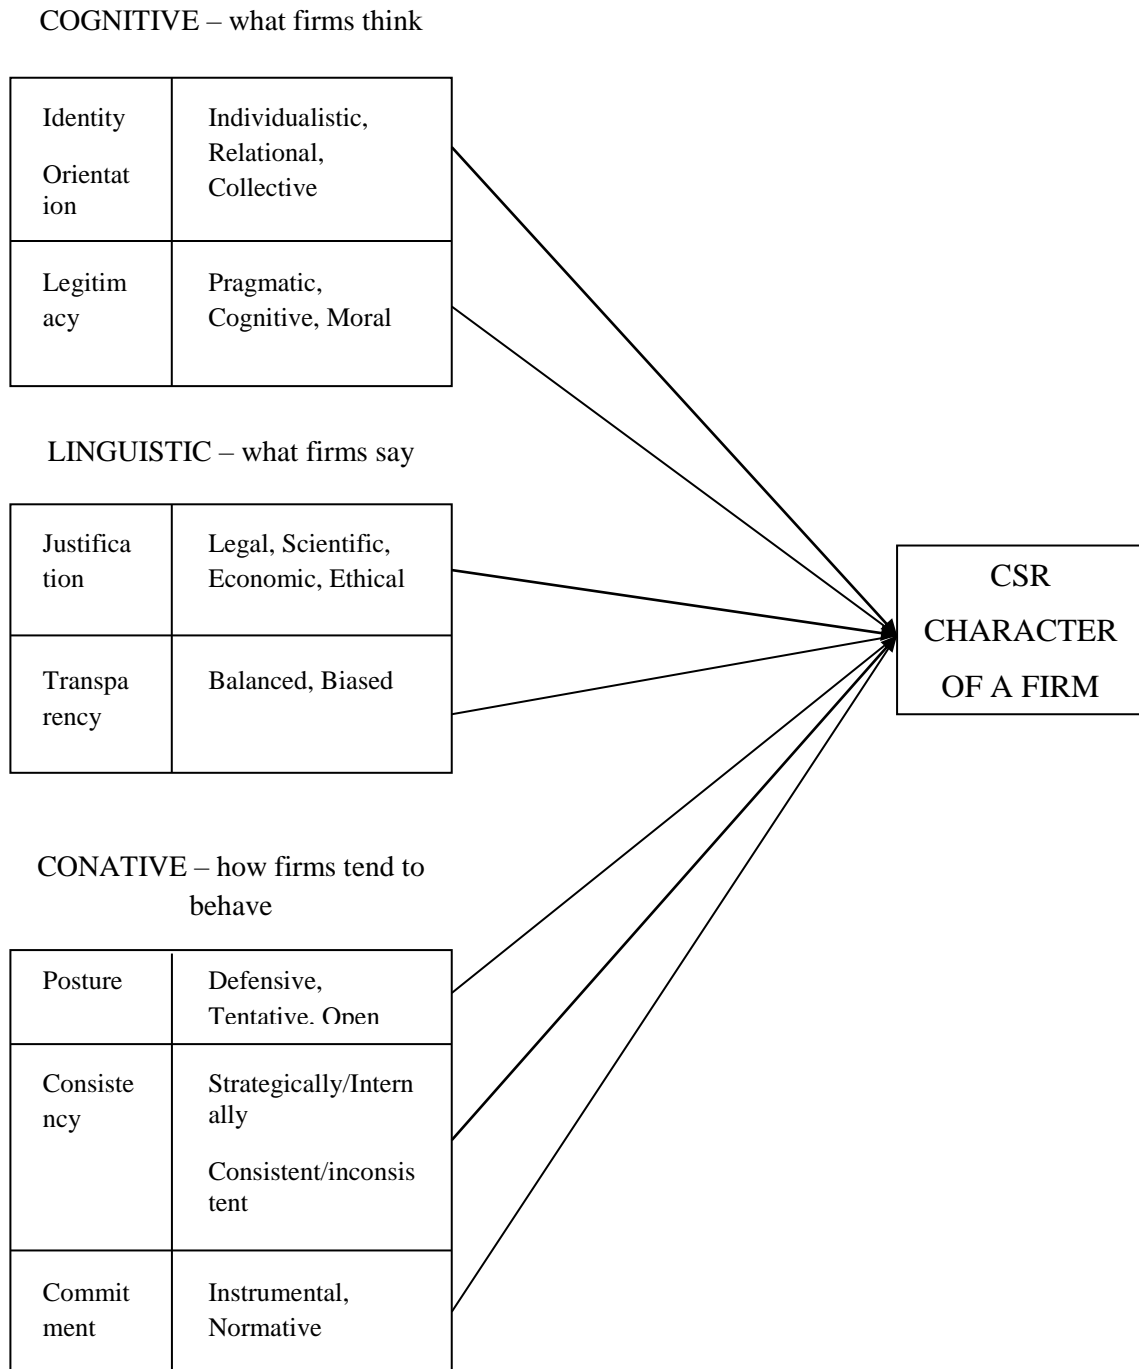 COGNITIVE – what firms think
Identity
Orientat
ion
Individualistic,
Relational,
Collective
Legitim
acy
Pragmatic,
Cognitive, Moral
LINGUISTIC – what firms say
Justifica
tion
Legal, Scientific,
Economic, Ethical
Transpa
rency
Balanced, Biased
CONATIVE – how firms tend to
behave
Posture
Defensive,
Tentative, Open
Consiste
ncy
Strategically/Intern
ally
Consistent/inconsis
tent
Commit
ment
Instrumental,
Normative
CSR
CHARACTER
OF A FIRM